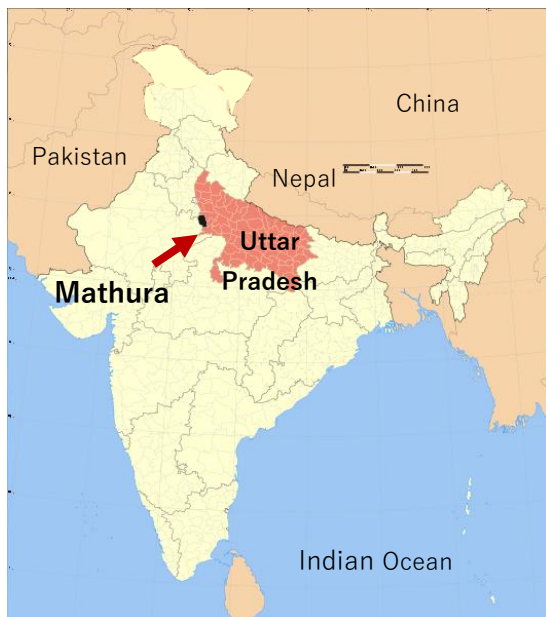 China
Pakistan
Nepal
Uttar
Pradesh
Mathura
Indian Ocean